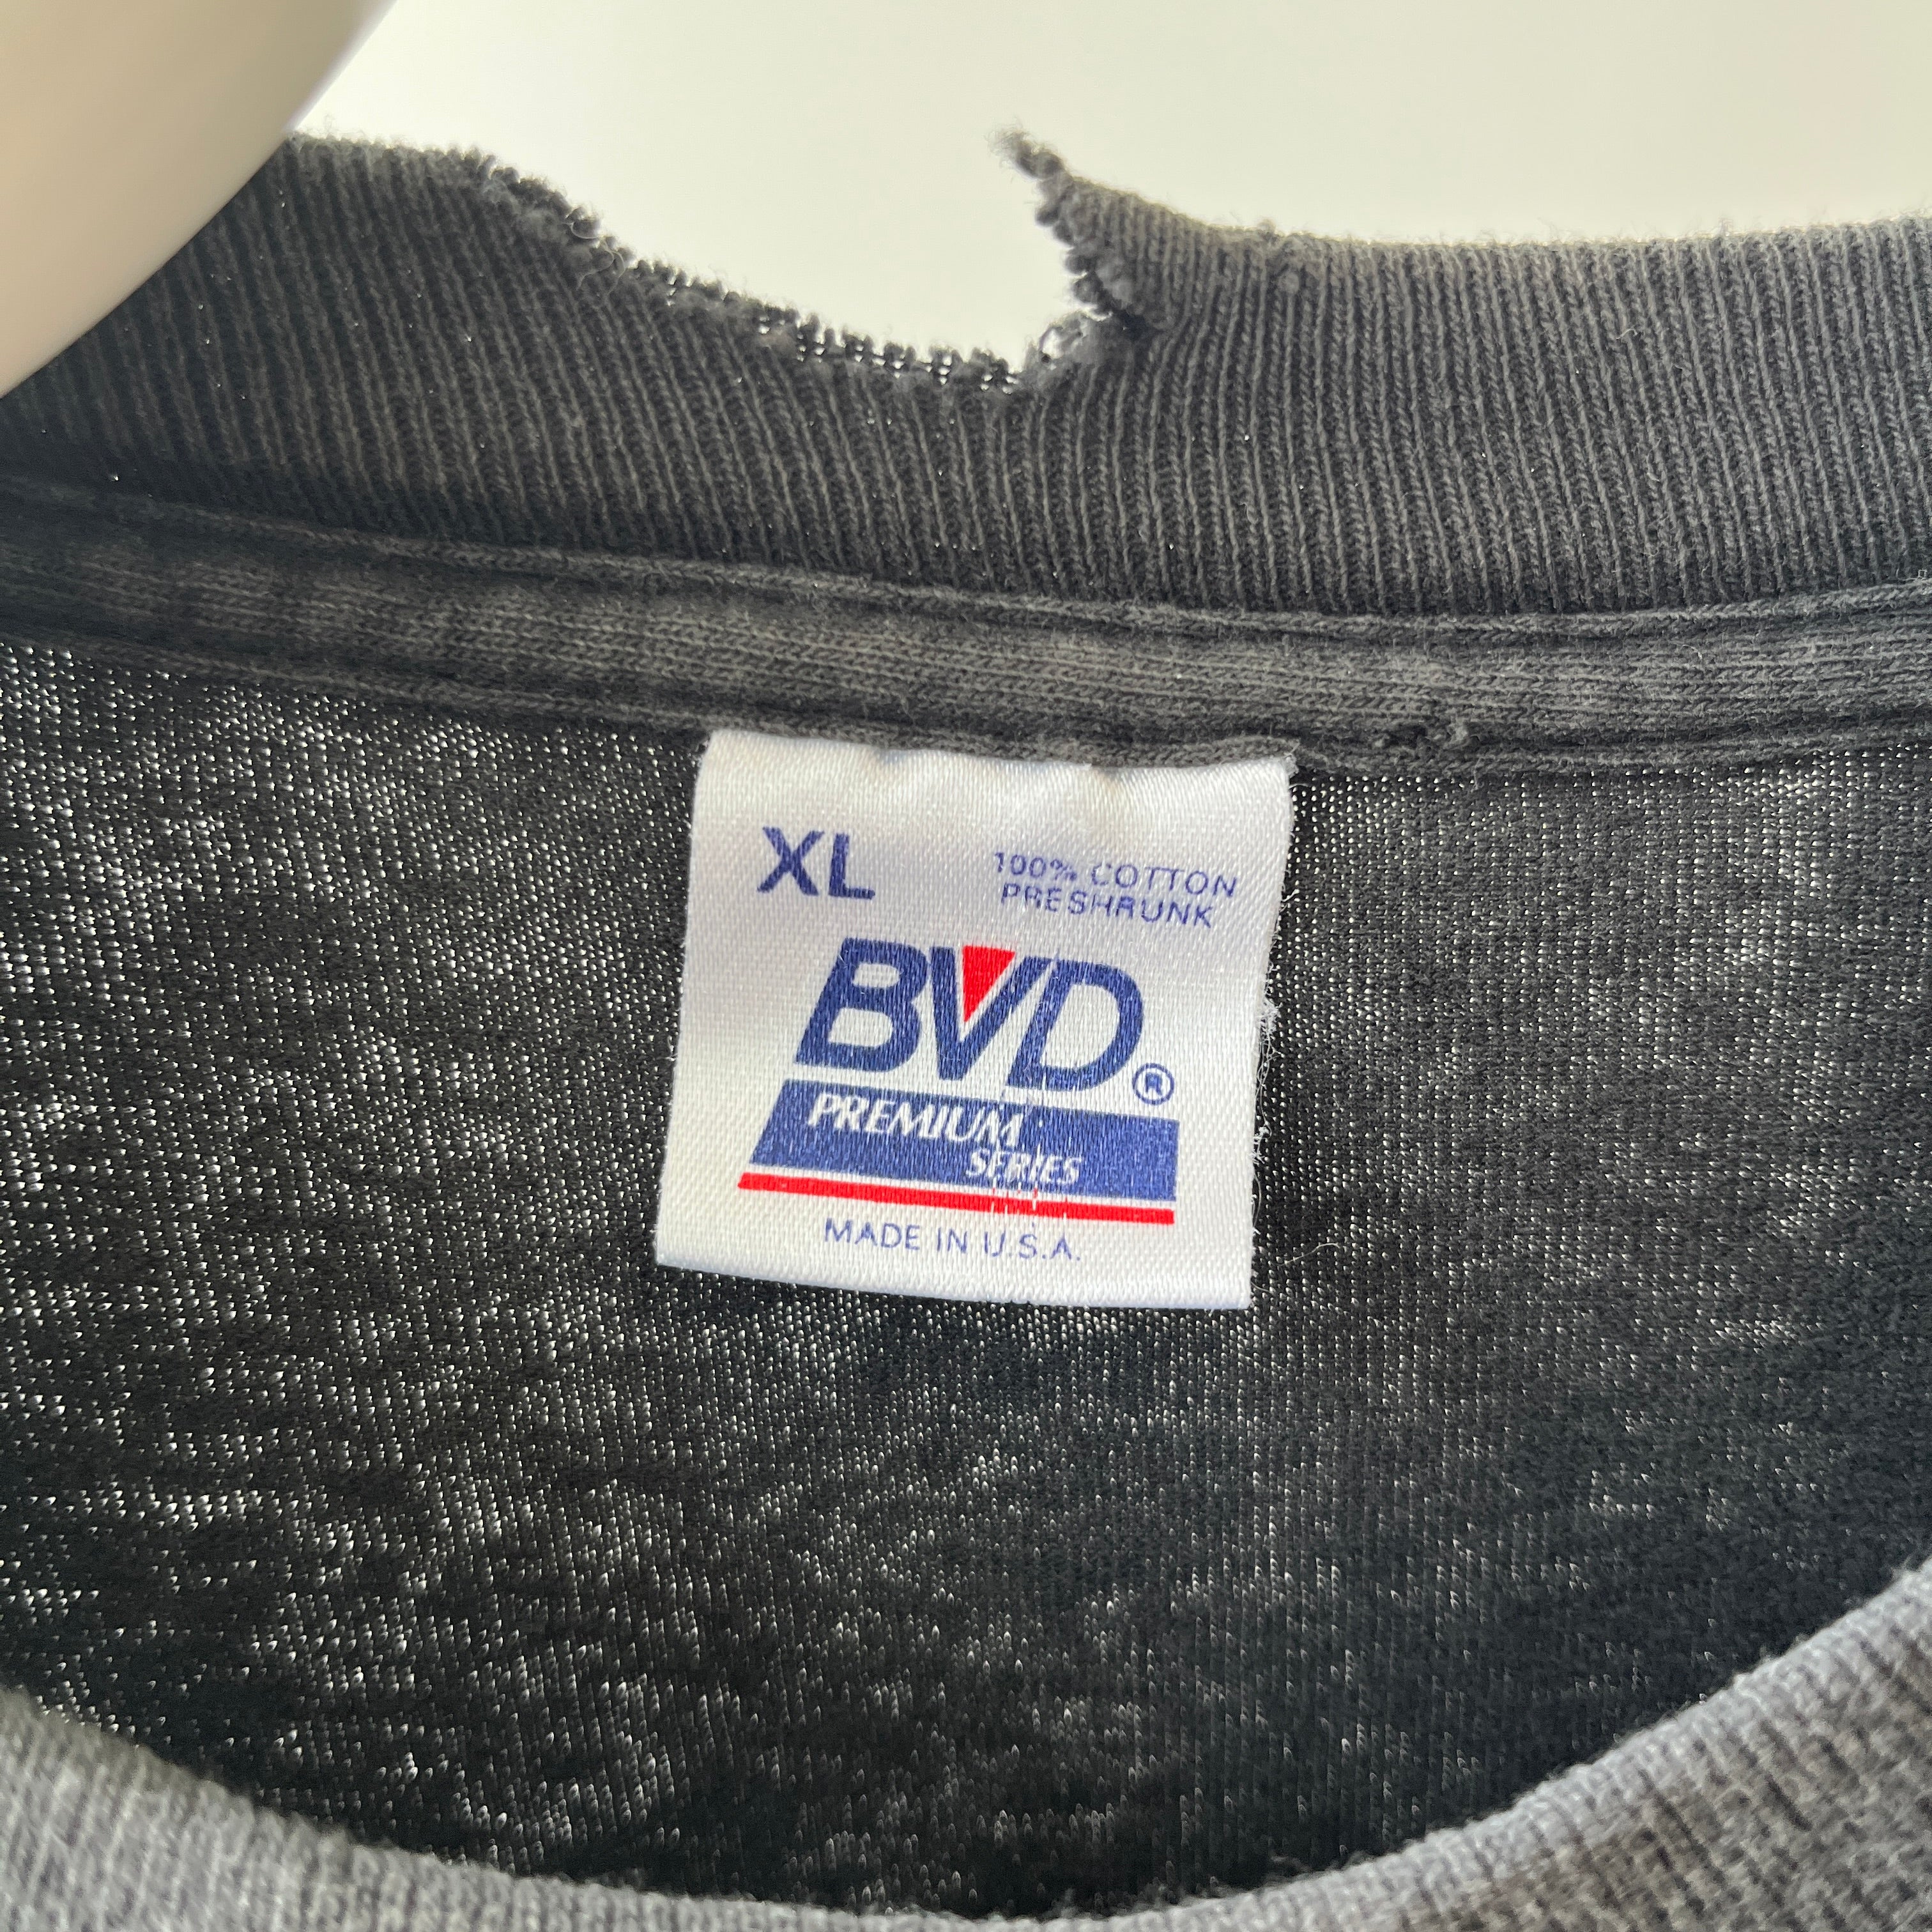 XL
100% COTTON
PRESHRUNK
BVD®
PREMIUM
SERIES
MADE IN U.S.A.